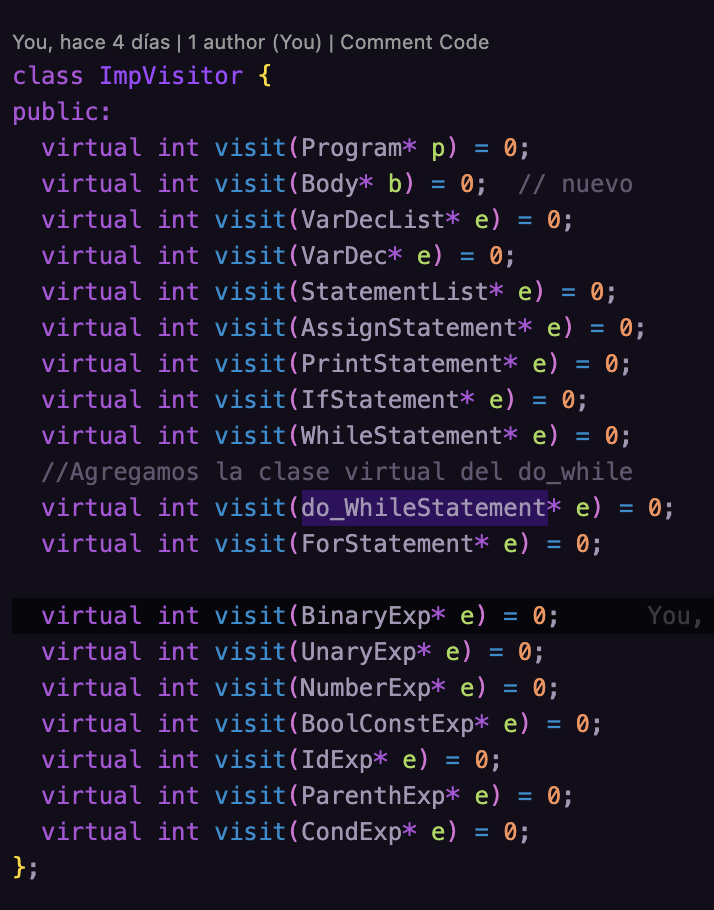 You, hace 4 días | 1 author (You) | Comment Code
class ImpVisitor {
public:
  virtual int visit(Program* p) = 0;
  virtual int visit(Body* b) = 0;  // nuevo
  virtual int visit(VarDecList* e) = 0;
  virtual int visit(VarDec* e) = 0;
  virtual int visit(StatementList* e) = 0;
  virtual int visit(AssignStatement* e) = 0;
  virtual int visit(PrintStatement* e) = 0;
  virtual int visit(IfStatement* e) = 0;
  virtual int visit(WhileStatement* e) = 0;
  //Agregamos la clase virtual del do_while
  virtual int visit(do_WhileStatement* e) = 0;
  virtual int visit(ForStatement* e) = 0;

  virtual int visit(BinaryExp* e) = 0;      You,
  virtual int visit(UnaryExp* e) = 0;
  virtual int visit(NumberExp* e) = 0;
  virtual int visit(BoolConstExp* e) = 0;
  virtual int visit(IdExp* e) = 0;
  virtual int visit(ParenthExp* e) = 0;
  virtual int visit(CondExp* e) = 0;
};